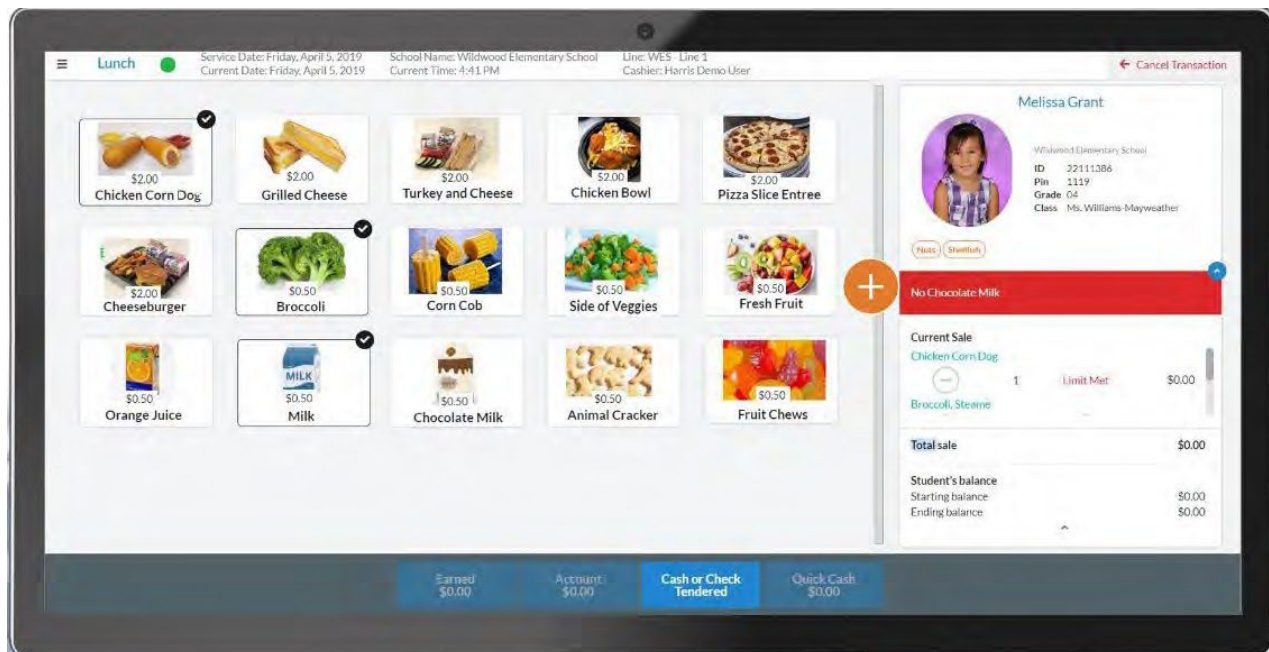 Lunch
Service Date: Friday, April 5, 2019
Current Date: Friday, April 5, 2019
School Name: Wildwood Elementary School
Current Time: 4:41 PM
Line: WES - Line 1
Cashier: Harris Demo User
Cancel Transaction
$2.00
Chicken Corn Dog
$2.00
Grilled Cheese
$2.00
Turkey and Cheese
$2.00
Chicken Bowl
$2.00
Pizza Slice Entree
$2.00
Cheeseburger
$0.50
Broccoli
$0.50
Corn Cob
$0.50
Side of Veggies
$0.50
Fresh Fruit
$0.50
Orange Juice
MILK
$0.50
Milk
$0.50
Chocolate Milk
$0.50
Animal Cracker
$0.50
Fruit Chews
Melissa Grant
Wildwood Elementary School
ID 22111386
Pin 1119
Grade 04
Class Ms. Williams-Mayweather
Nuts
Shellfish
No Chocolate Milk
Current Sale
Chicken Corn Dog
1 Limit Met $0.00
Broccoli, Steame
Total sale $0.00
Student's balance
Starting balance $0.00
Ending balance $0.00
Earned
$0.00
Account
$0.00
Cash or Check
Tendered
Quick Cash
$0.00